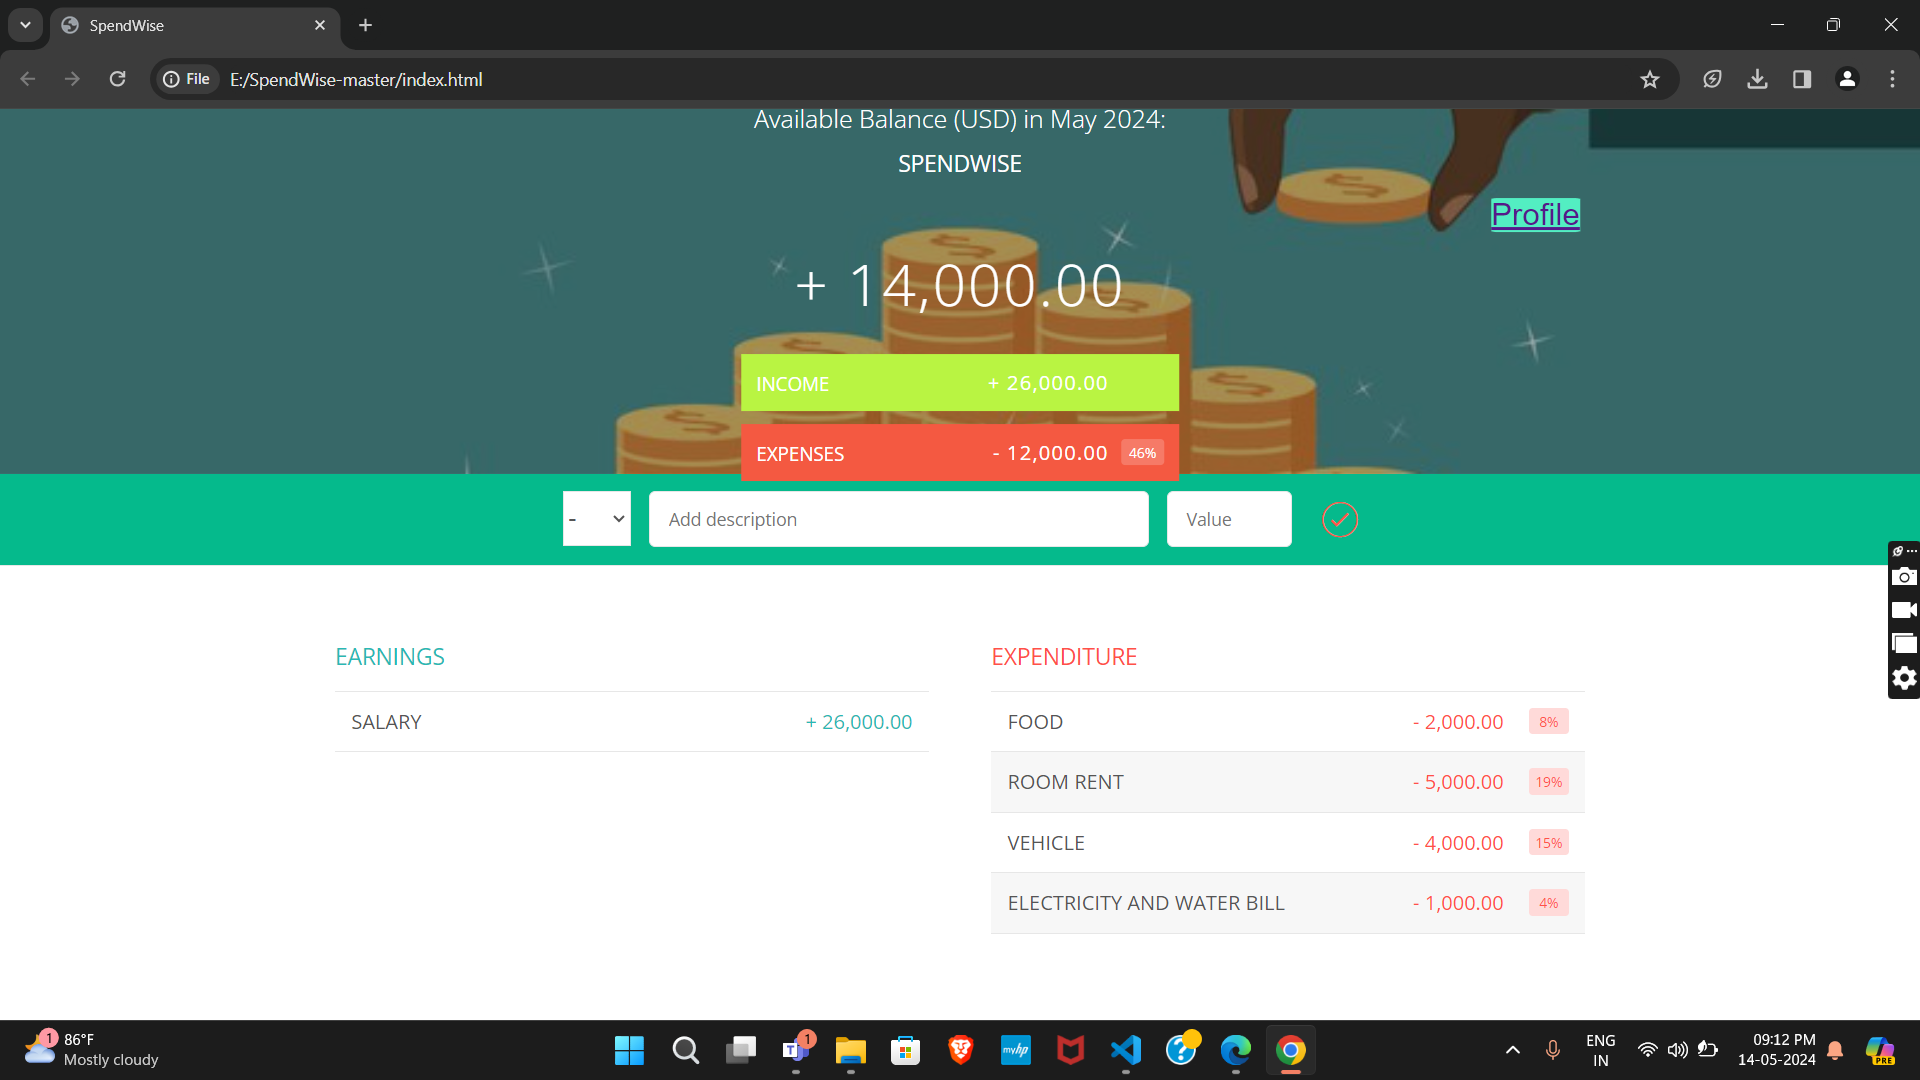 SpendWise
File
E:/SpendWise-master/index.html
Available Balance (USD) in May 2024:
SPENDWISE
Profile
+ 14,000.00
INCOME + 26,000.00
EXPENSES - 12,000.00 46%
- Add description Value
EARNINGS
SALARY + 26,000.00
EXPENDITURE
FOOD - 2,000.00 8%
ROOM RENT - 5,000.00 19%
VEHICLE - 4,000.00 15%
ELECTRICITY AND WATER BILL - 1,000.00 4%
1
86°F
Mostly cloudy
T
1
myhp
?
ENG
IN
09:12 PM
14-05-2024
PRE